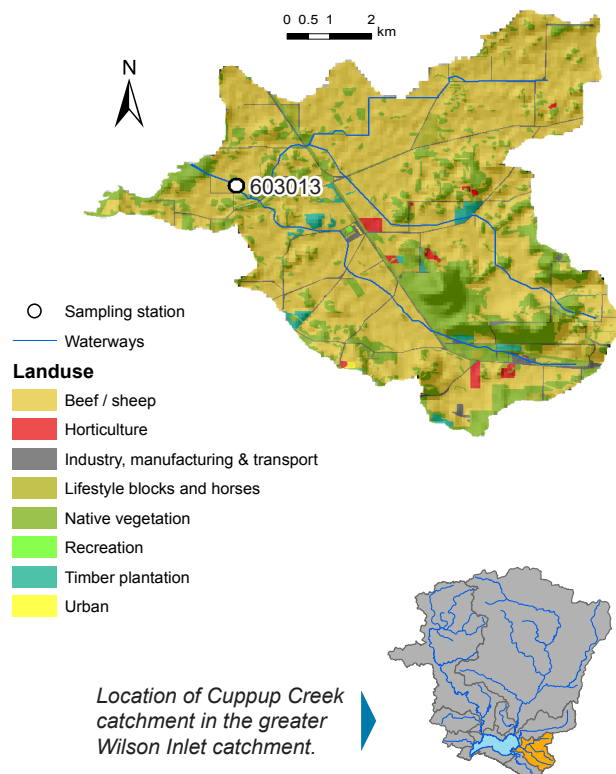 0 0.5 1 2
km
N
603013
Sampling station
Waterways
Landuse
Beef / sheep
Horticulture
Industry, manufacturing & transport
Lifestyle blocks and horses
Native vegetation
Recreation
Timber plantation
Urban
Location of Cuppup Creek
catchment in the greater
Wilson Inlet catchment.